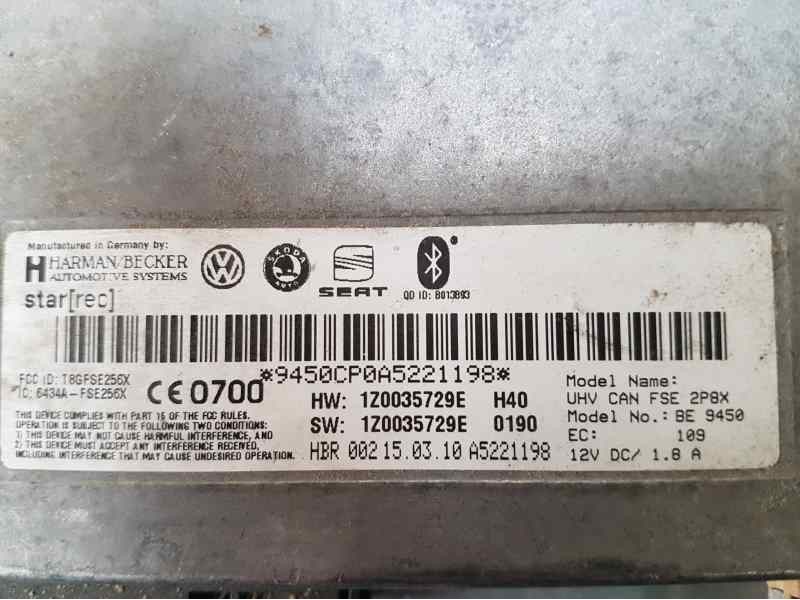 Manufactured in Germany by:
HARMAN/BECKER
AUTOMOTIVE SYSTEMS
star[rec]
VW
ŠKODA
AUTO
SEAT
QD ID: B013893
*9450CP0A5221198*
FCC ID: T8GFSE256X
IC: 6434A-FSE256X
CE 0700
HW: 1Z0035729E H40
SW: 1Z0035729E 0190
HBR 002 15.03.10 A5221198
THIS DEVICE COMPLIES WITH PART 15 OF THE FCC RULES.
OPERATION IS SUBJECT TO THE FOLLOWING TWO CONDITIONS:
1) THIS DEVICE MAY NOT CAUSE HARMFUL INTERFERENCE, AND
2) THIS DEVICE MUST ACCEPT ANY INTERFERENCE RECEIVED,
INCLUDING INTERFERENCE THAT MAY CAUSE UNDESIRED OPERATION.
Model Name:
UHV CAN FSE 2P8X
Model No.: BE 9450
EC: 109
12V DC/ 1.8 A